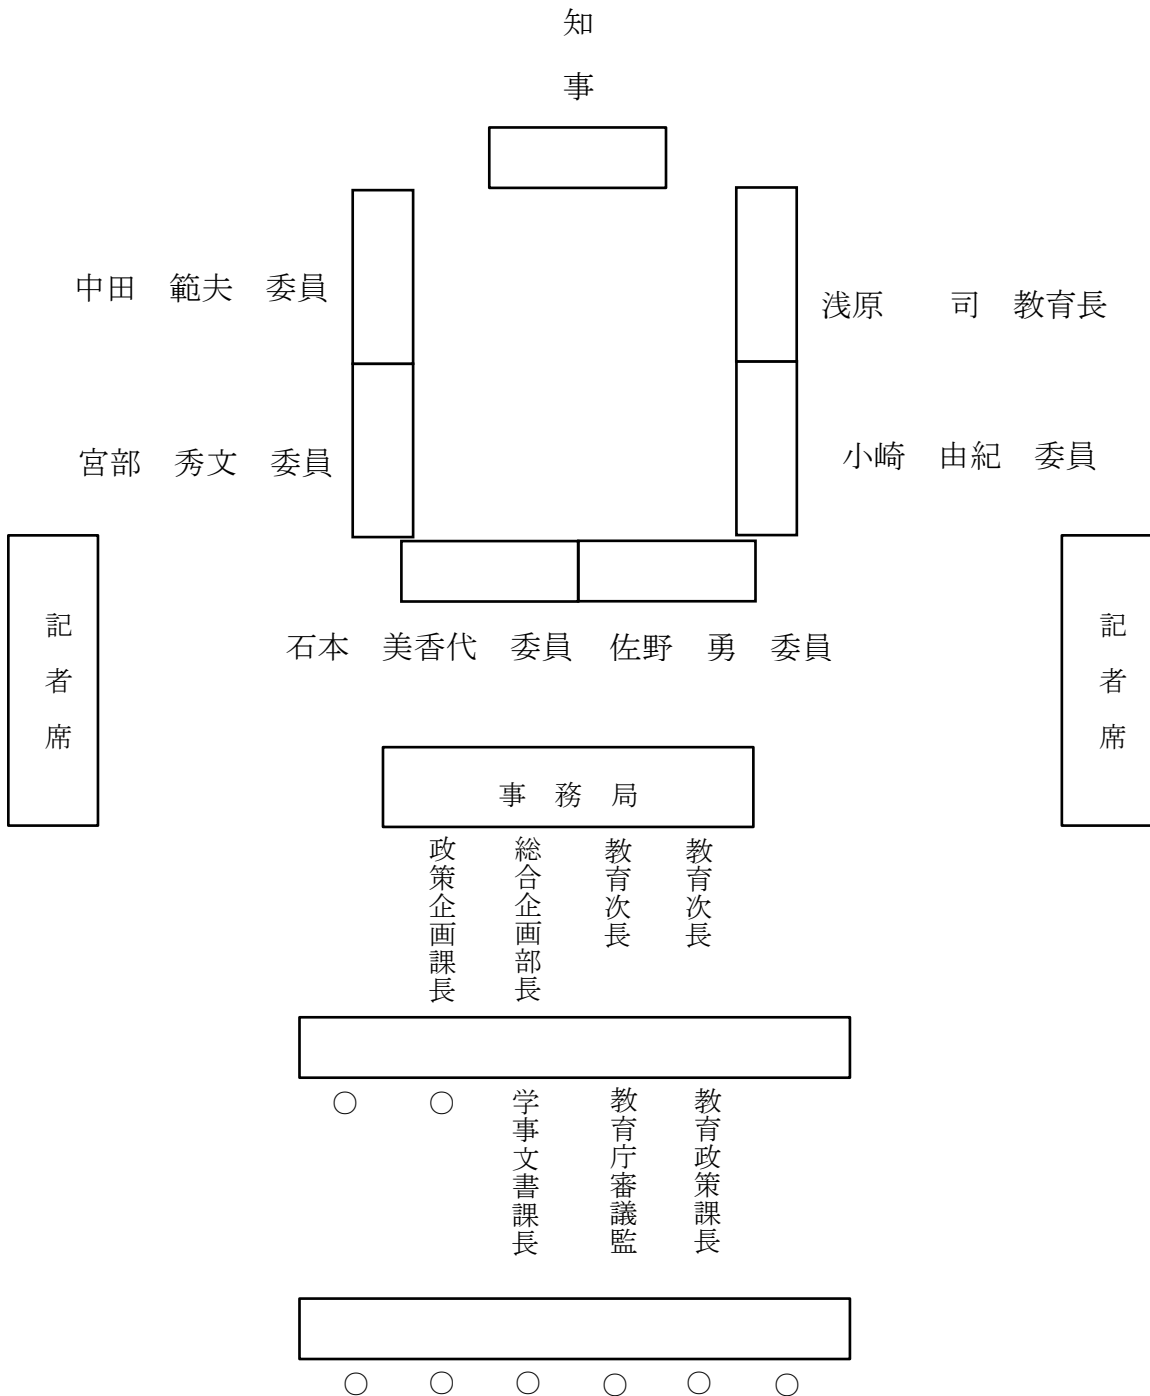 知事
中田　範夫　委員
浅原　　司　教育長
宮部　秀文　委員
小崎　由紀　委員
石本　美香代　委員　佐野　勇　委員
記者席
記者席
事　務　局
政策企画課長
総合企画部長
教育次長
教育次長
○
○
学事文書課長
教育庁審議監
教育政策課長
○　○　○　○　○　○